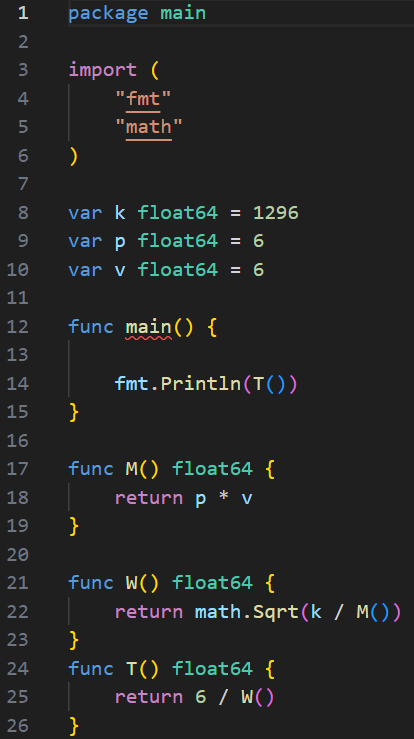 1 package main
2
3 import (
4     "fmt"
5     "math"
6 )
7
8 var k float64 = 1296
9 var p float64 = 6
10 var v float64 = 6
11
12 func main() {
13
14     fmt.Println(T())
15 }
16
17 func M() float64 {
18     return p * v
19 }
20
21 func W() float64 {
22     return math.Sqrt(k / M())
23 }
24 func T() float64 {
25     return 6 / W()
26 }